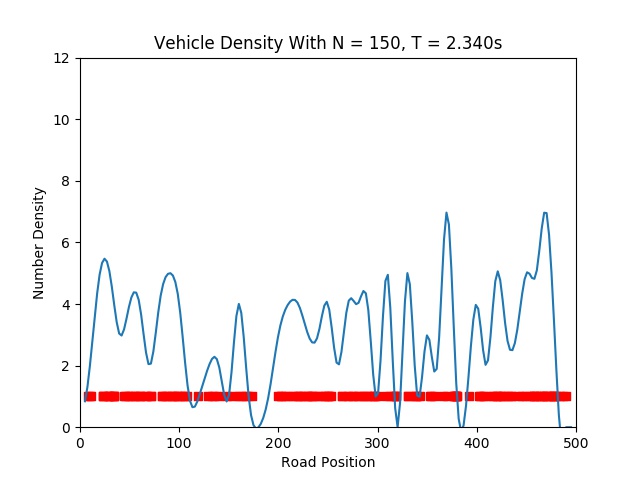 Vehicle Density With N = 150, T = 2.340s
12
10
8
6
4
2
0
Number Density
0 100 200 300 400 500
Road Position